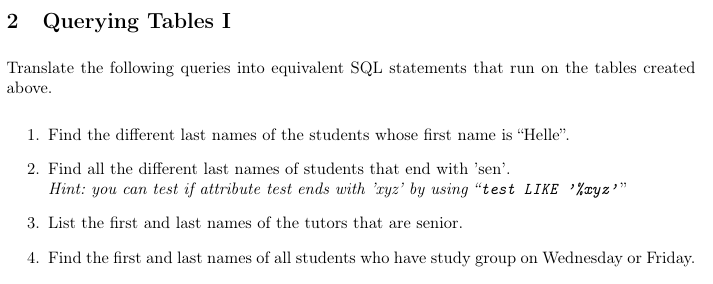 2 Querying Tables I
Translate the following queries into equivalent SQL statements that run on the tables created
above.
1. Find the different last names of the students whose first name is “Helle”.
2. Find all the different last names of students that end with ’sen’.
Hint: you can test if attribute test ends with ’xyz’ by using “test LIKE ’%xyz’”
3. List the first and last names of the tutors that are senior.
4. Find the first and last names of all students who have study group on Wednesday or Friday.